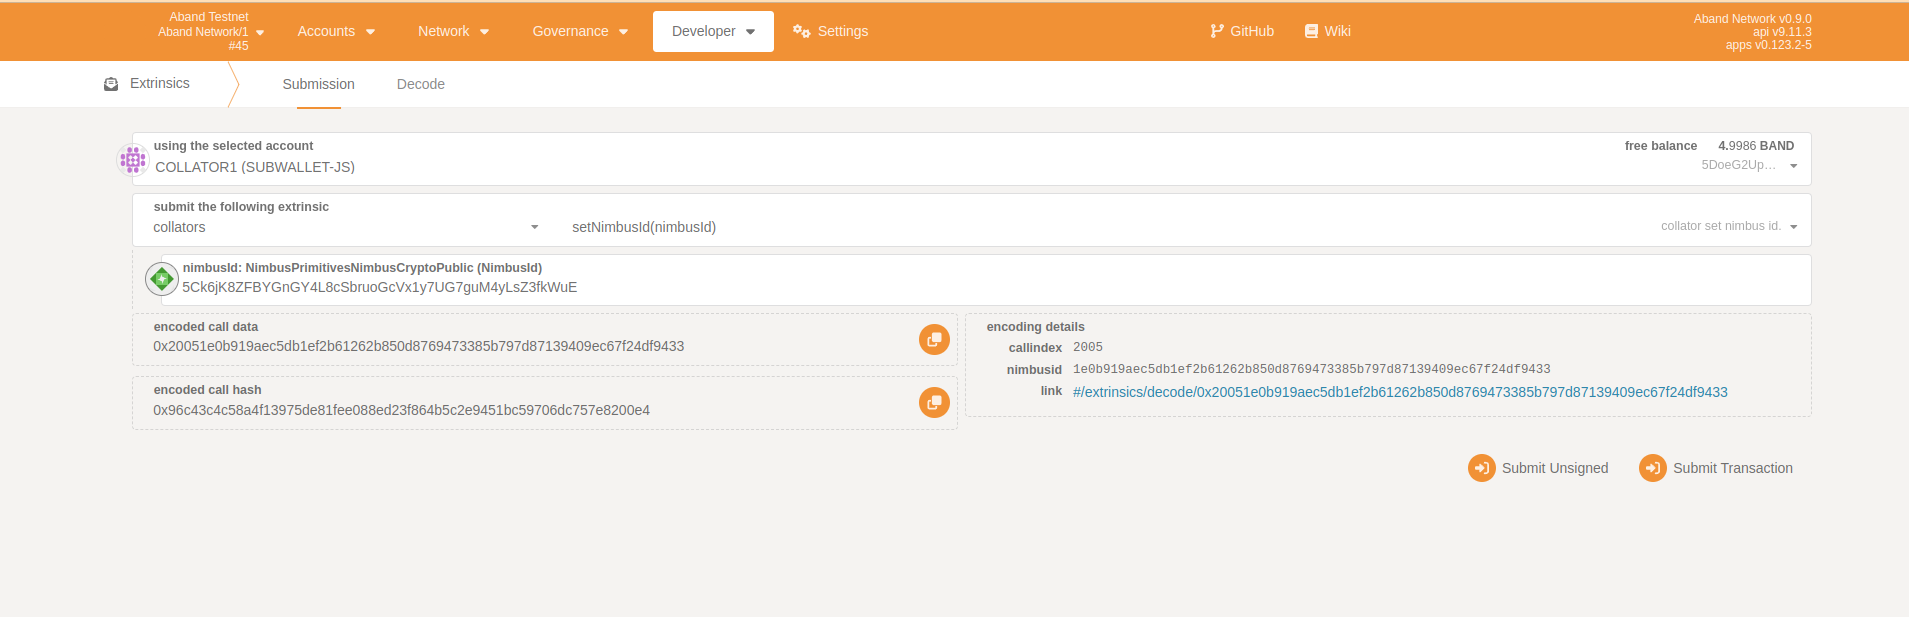 Aband Testnet
Aband Network/1
#45
Accounts
Network
Governance
Developer
Settings
GitHub
Wiki
Aband Network v0.9.0
api v9.11.3
apps v0.123.2-5
Extrinsics
Submission
Decode
using the selected account
COLLATOR1 (SUBWALLET-JS)
free balance 4.9986 BAND
5DoeG2Up...
submit the following extrinsic
collators
setNimbusId(nimbusId)
collator set nimbus id.
nimbusId: NimbusPrimitivesNimbusCryptoPublic (NimbusId)
5Ck6jK8ZFBYGnGY4L8cSbruoGcVx1y7UG7guM4yLsZ3fkWuE
encoded call data
0x20051e0b919aec5db1ef2b61262b850d8769473385b797d87139409ec67f24df9433
encoded call hash
0x96c43c4c58a4f13975de81fee088ed23f864b5c2e9451bc59706dc757e8200e4
encoding details
callindex 2005
nimbusid 1e0b919aec5db1ef2b61262b850d8769473385b797d87139409ec67f24df9433
link #/extrinsics/decode/0x20051e0b919aec5db1ef2b61262b850d8769473385b797d87139409ec67f24df9433
Submit Unsigned
Submit Transaction